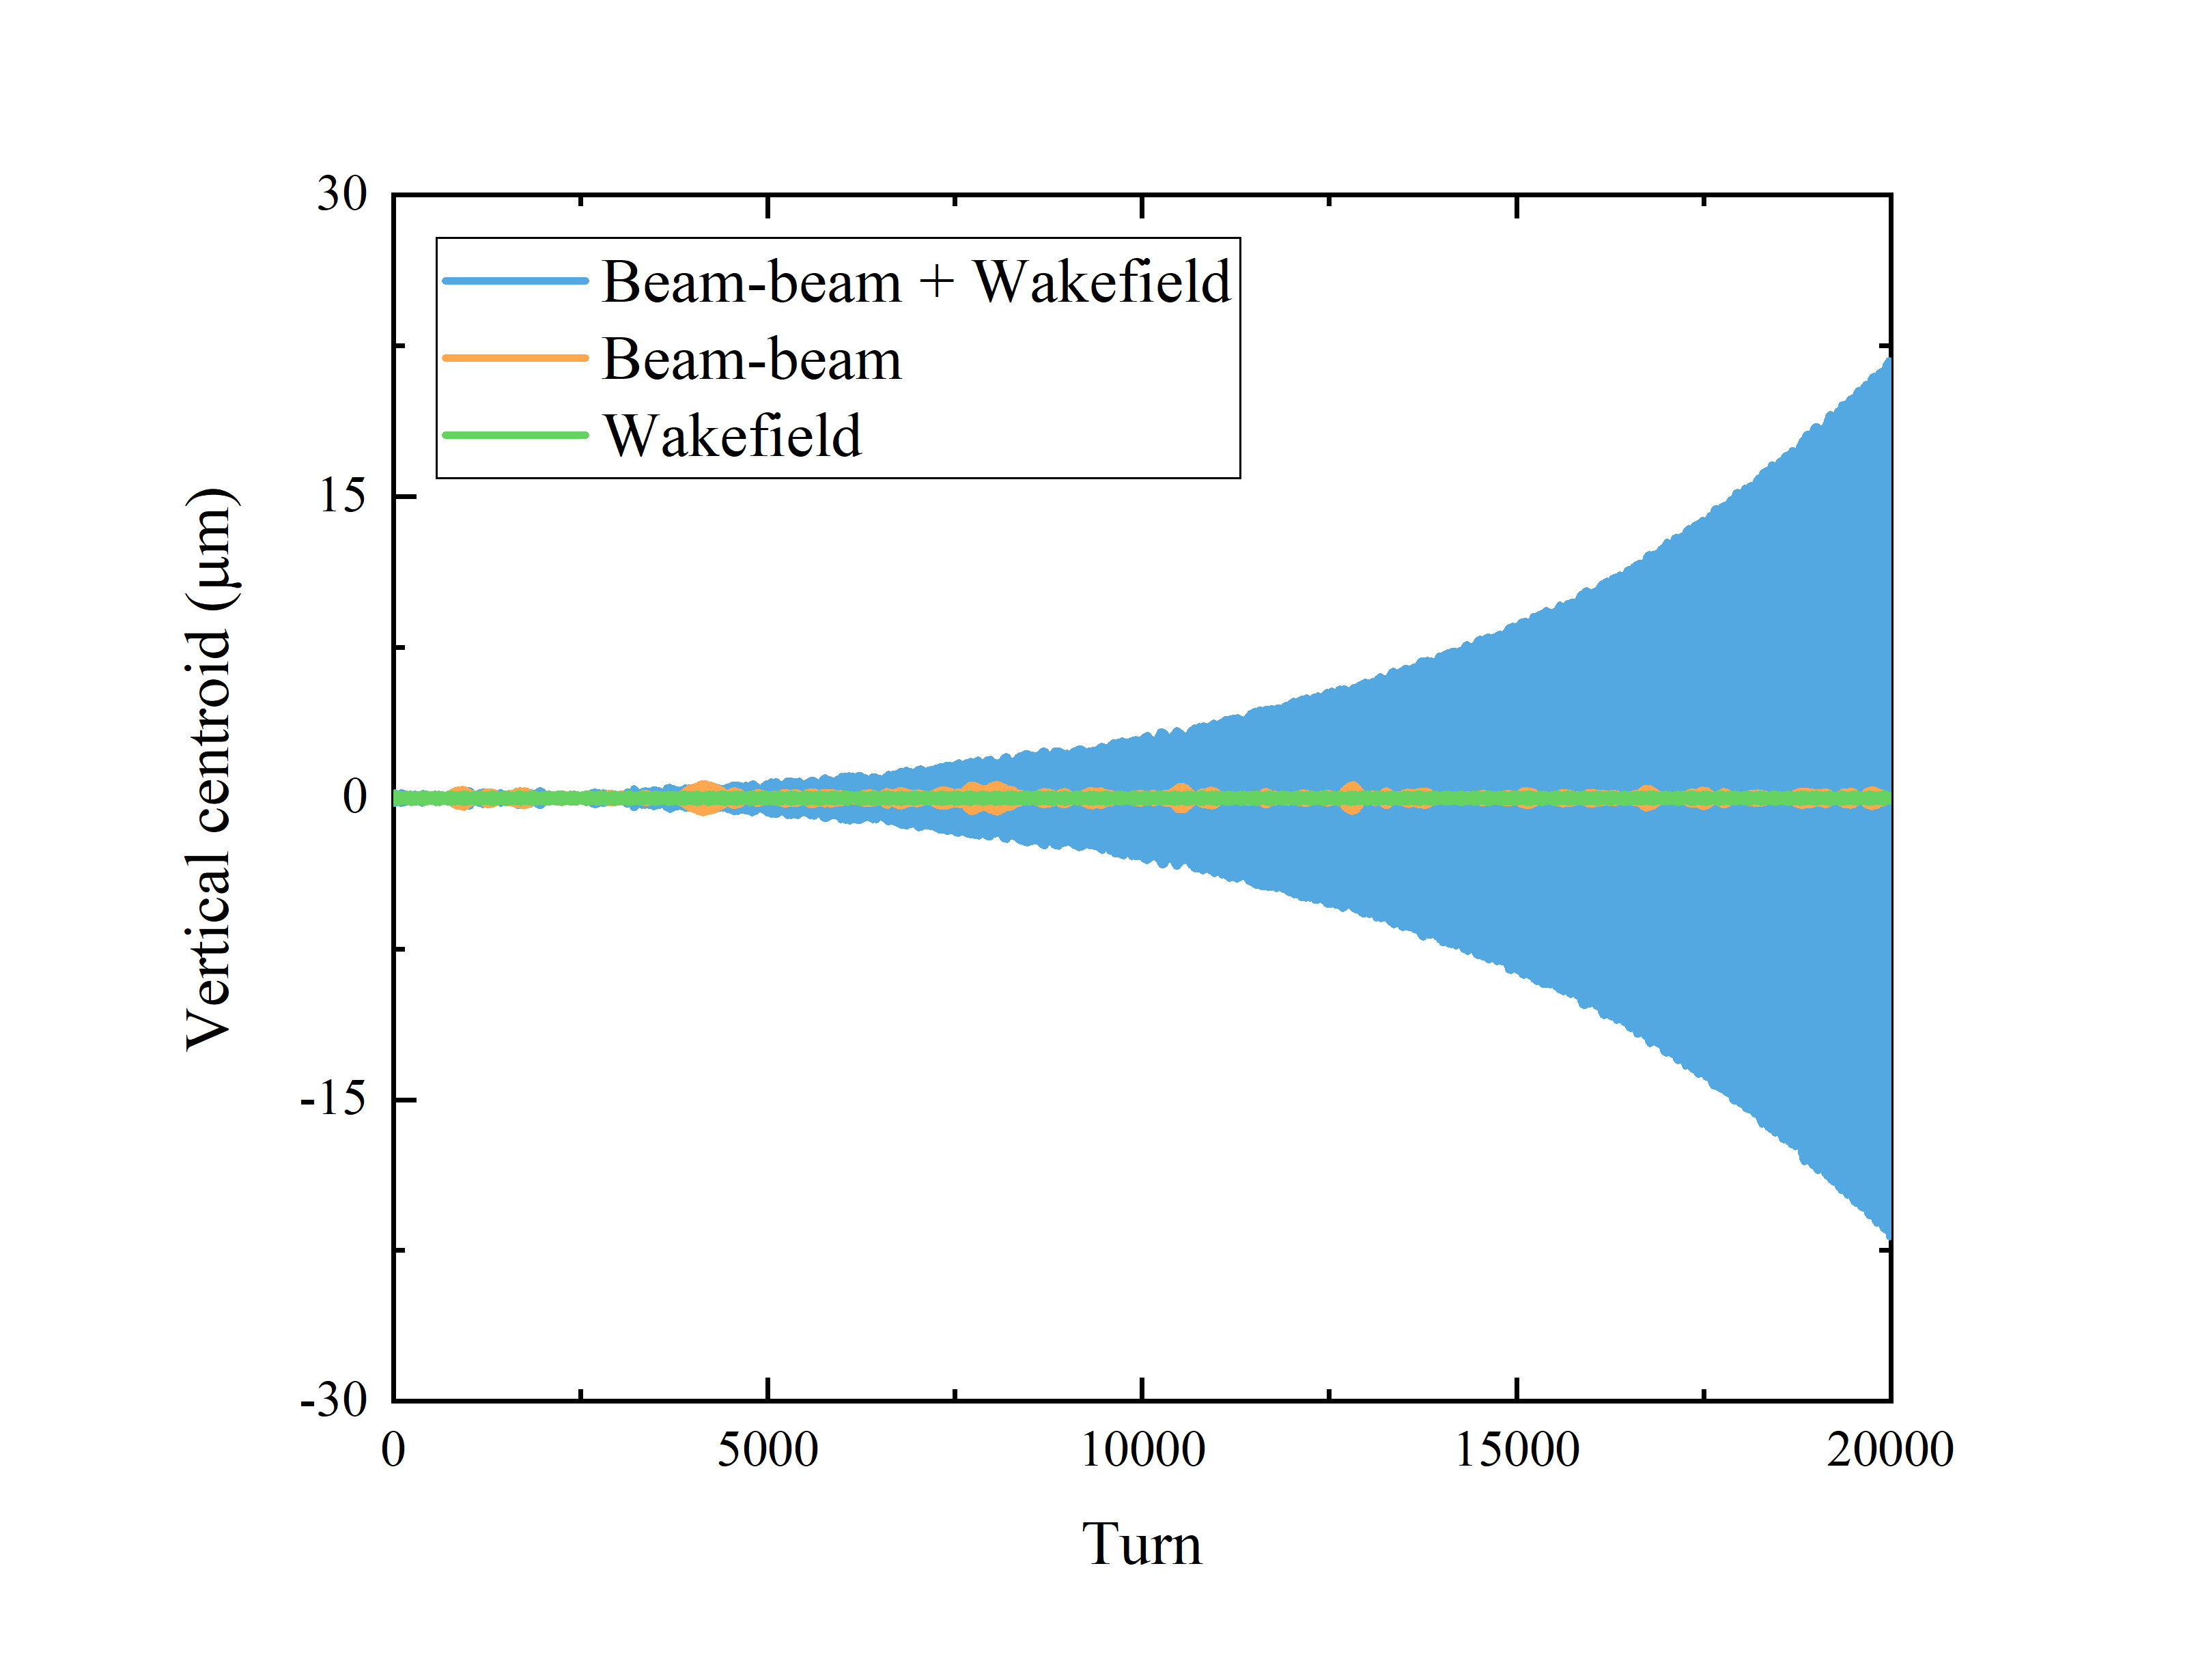 30
15
0
-15
-30
Vertical centroid (μm)
Beam-beam + Wakefield
Beam-beam
Wakefield
0 5000 10000 15000 20000
Turn